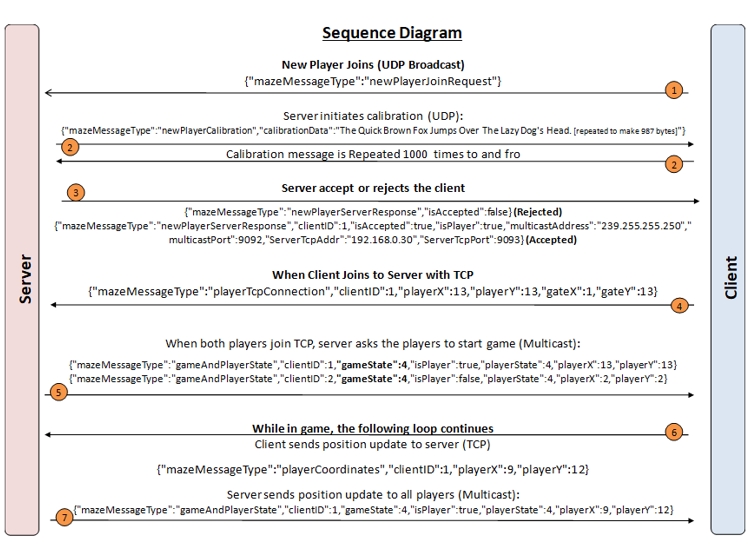 Sequence Diagram
New Player Joins (UDP Broadcast)
{"mazeMessageType":"newPlayerJoinRequest"}
1
Server initiates calibration (UDP):
{"mazeMessageType":"newPlayerCalibration","calibrationData":"The Quick Brown Fox Jumps Over The Lazy Dog's Head. [repeated to make 987 bytes]"}
2
Calibration message is Repeated 1000 times to and fro
2
3
Server accept or rejects the client
{"mazeMessageType":"newPlayerServerResponse","isAccepted":false} (Rejected)
{"mazeMessageType":"newPlayerServerResponse","clientID":1,"isAccepted":true,"isPlayer":true,"multicastAddress":"239.255.255.250","
multicastPort":9092,"ServerTcpAddr":"192.168.0.30","ServerTcpPort":9093} (Accepted)
Server
Client
When Client Joins to Server with TCP
{"mazeMessageType":"playerTcpConnection","clientID":1,"playerX":13,"playerY":13,"gateX":1,"gateY":13}
4
When both players join TCP, server asks the players to start game (Multicast):
{"mazeMessageType":"gameAndPlayerState","clientID":1,"gameState":4,"isPlayer":true,"playerState":4,"playerX":13,"playerY":13}
{"mazeMessageType":"gameAndPlayerState","clientID":2,"gameState":4,"isPlayer":false,"playerState":4,"playerX":2,"playerY":2}
5
While in game, the following loop continues
6
Client sends position update to server (TCP)
{"mazeMessageType":"playerCoordinates","clientID":1,"playerX":9,"playerY":12}
Server sends position update to all players (Multicast):
{"mazeMessageType":"gameAndPlayerState","clientID":1,"gameState":4,"isPlayer":true,"playerState":4,"playerX":9,"playerY":12}
7